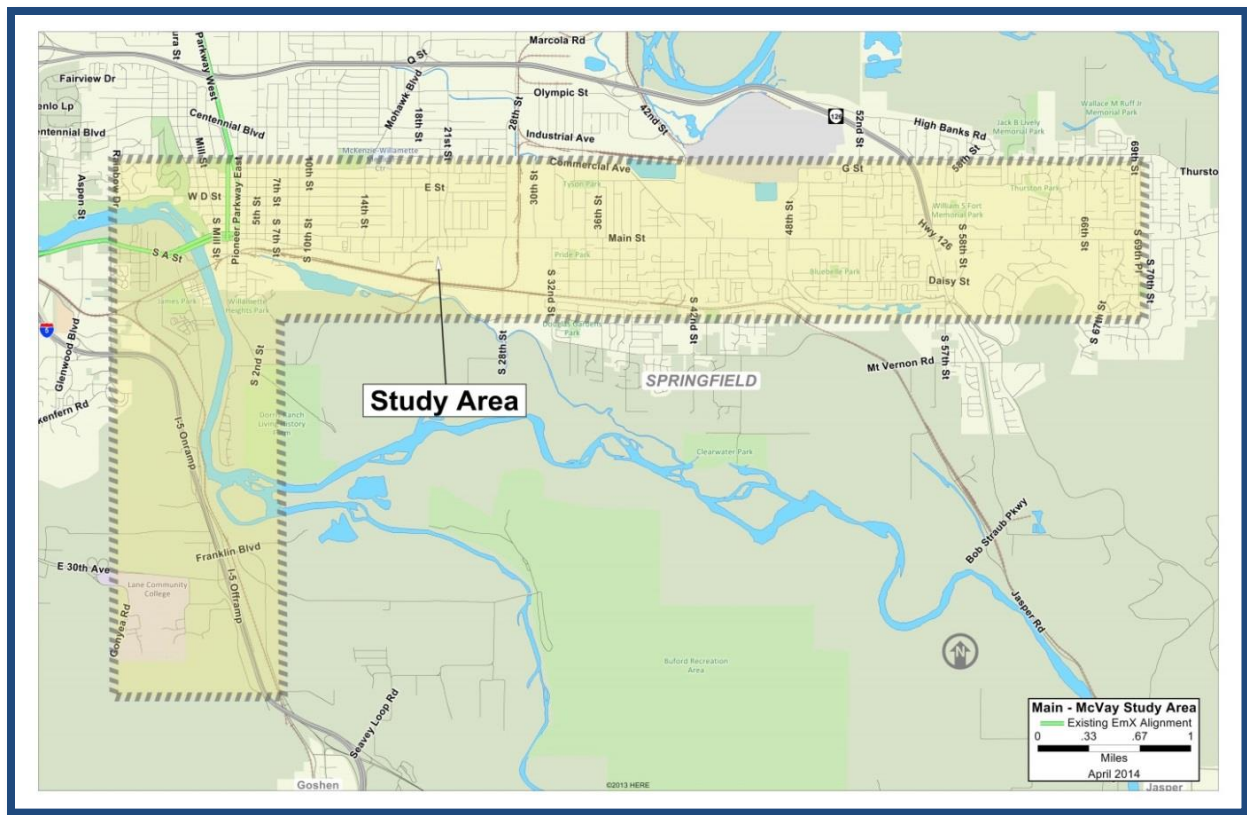 Marcola Rd
Q St
Parkway West
Fairview Dr
Olympic St
Mohawk Blvd
18th St
21st St
28th St
42nd St
126
52nd St
High Banks Rd
58th St
Jack B Lively
Memorial Park
Wallace M Ruff Jr
Memorial Park
Centennial Blvd
Mill St
Industrial Ave
McKenzie-Willamette
Ctr
Commercial Ave
G St
69th St
Rainbow Dr
Aspen St
W D St
Pioneer Parkway East
5th St
7th St
14th St
E St
30th St
Tyson Park
36th St
Main St
48th St
Thurston Park
William S Fort
Memorial Park
66th St
S Mill St
S 7th St
S 10th St
Hwy 126
S 58th St
S 69th Pl
S 70th St
S A St
Pride Park
Bluebelle Park
Daisy St
James Park
Willamette
Heights Park
S 32nd St
S 42nd St
S 67th St
5
Glenwood Blvd
S 2nd St
S 28th St
Douglas Gardens
Park
S 57th St
Mt Vernon Rd
SPRINGFIELD
Study Area
I-5 Onramp
Clearwater Park
Franklin Blvd
E 30th Ave
Lane Community
College
I-5 Offramp
Gonyea Rd
Bob Straub Pkwy
Jasper Rd
Buford Recreation
Area
N
Seavey Loop Rd
Goshen
Main - McVay Study Area
Existing EmX Alignment
0 .33 .67 1
Miles
April 2014
©2013 HERE
Jasper